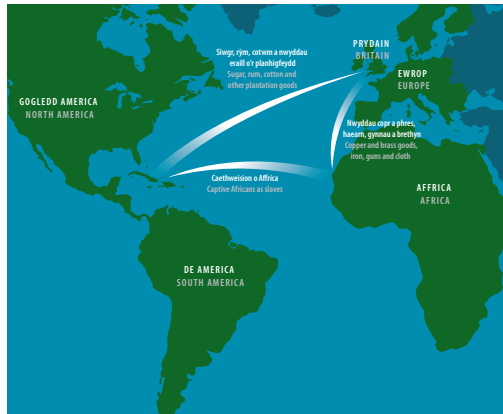 Siwgr, rỳm, cotwm a nwyddau
eraill o'r planhigfeydd
Sugar, rum, cotton and
other plantation goods
PRYDAIN
BRITAIN
EWROP
EUROPE
GOGLEDD AMERICA
NORTH AMERICA
Nwyddau copr a phres,
haearn, gynnau a brethyn
Copper and brass goods,
iron, guns and cloth
Caethweision o Affrica
Captive Africans as slaves
AFFRICA
AFRICA
DE AMERICA
SOUTH AMERICA